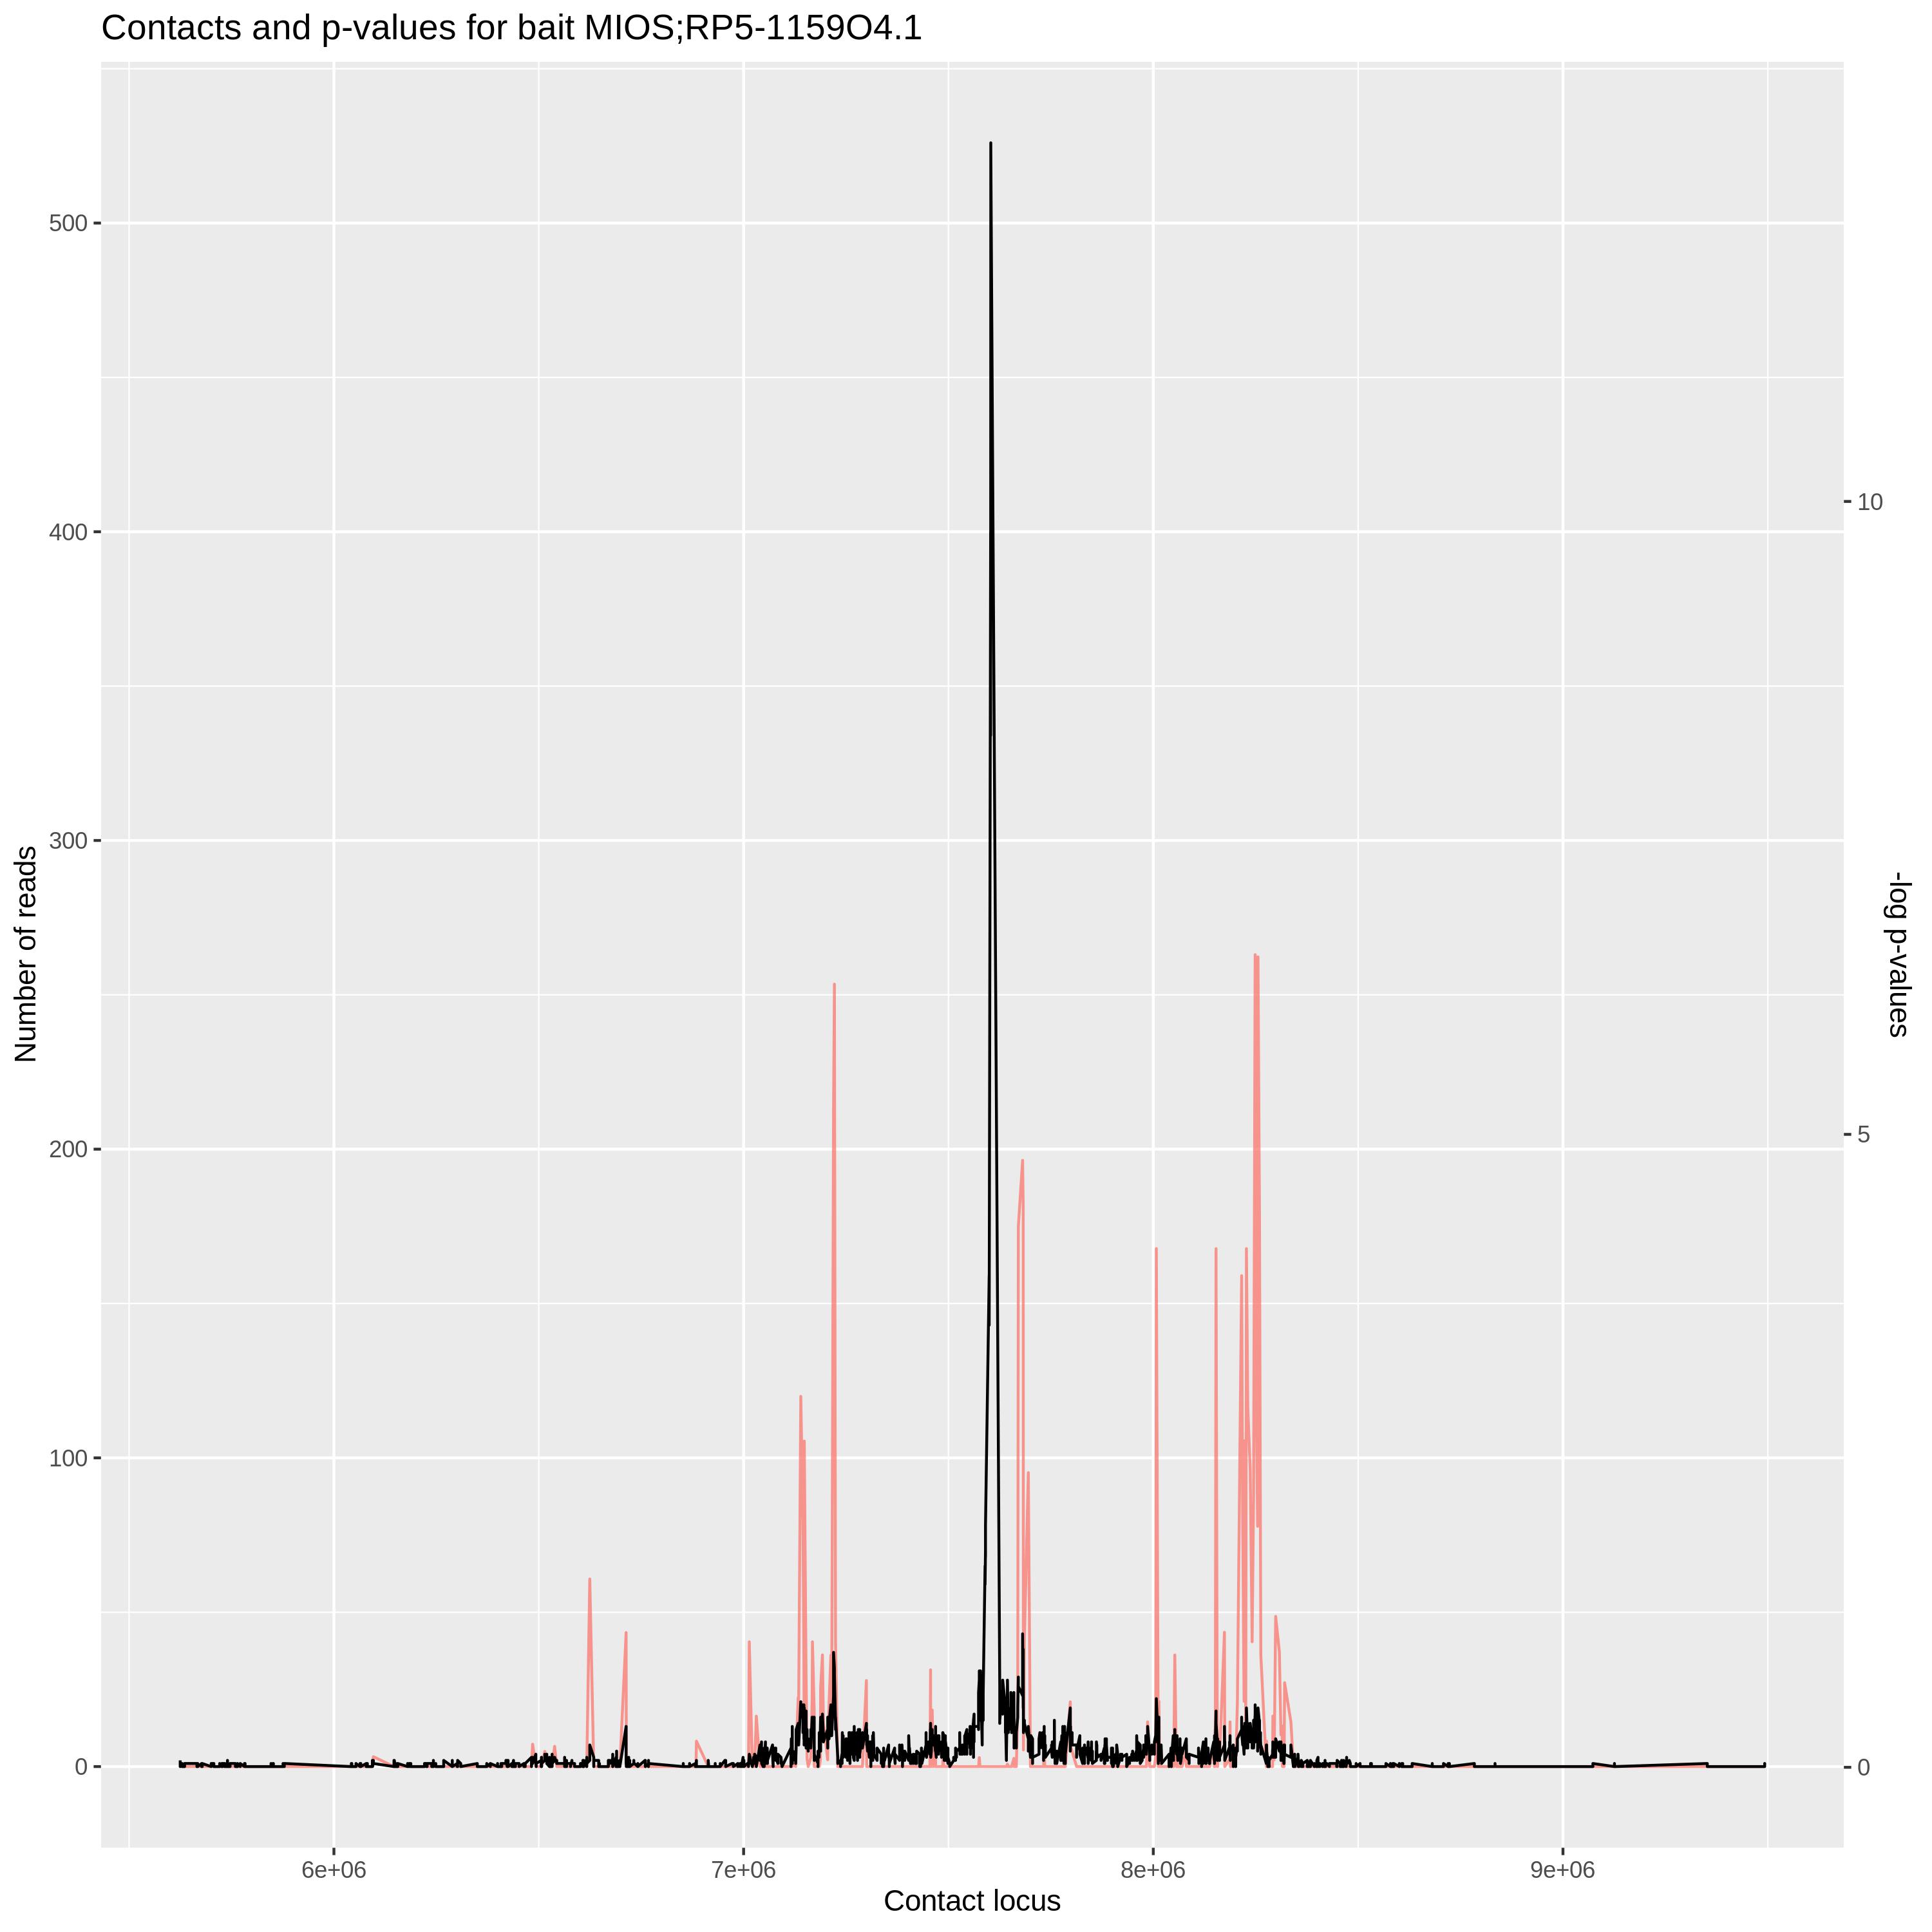 Contacts and p-values for bait MIOS;RP5-1159O4.1
Number of reads
500
400
300
200
100
0
10
5
0
-log p-values
6e+06
7e+06
8e+06
9e+06
Contact locus